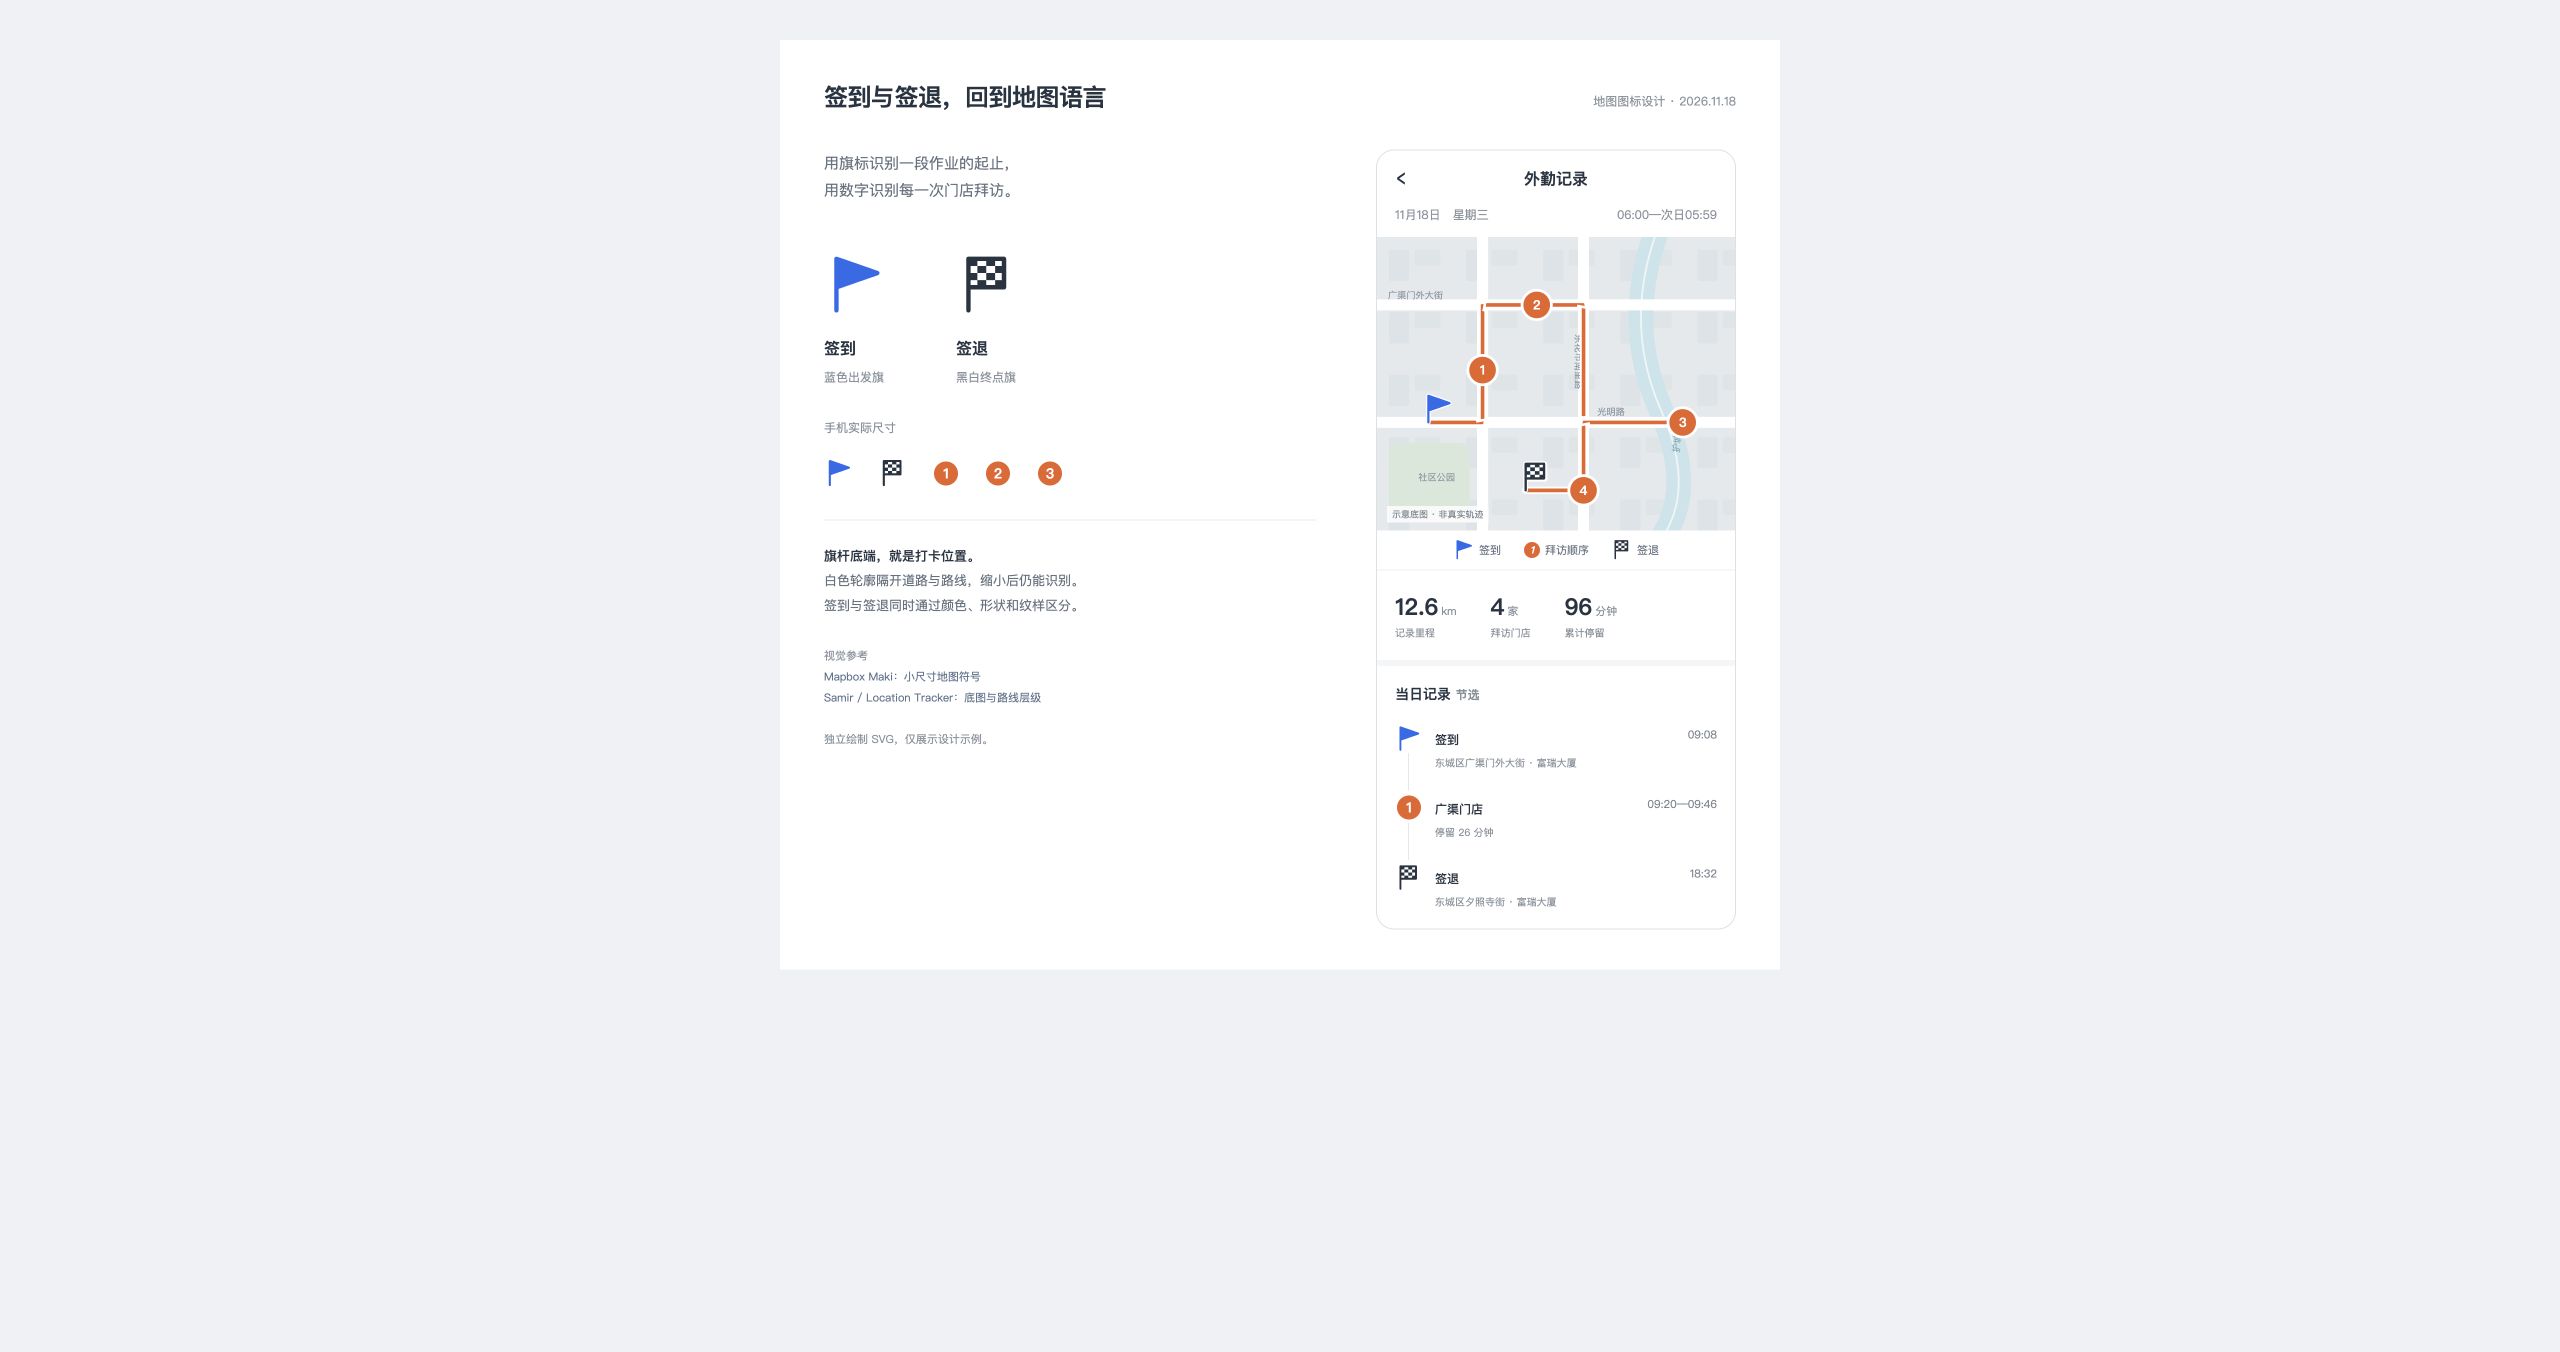 签到与签退，回到地图语言
地图图标设计 · 2026.11.18
用旗标识别一段作业的起止，
用数字识别每一次门店拜访。
签到
签退
蓝色出发旗
黑白终点旗
手机实际尺寸
1
2
3
旗杆底端，就是打卡位置。
白色轮廓隔开道路与路线，缩小后仍能识别。
签到与签退同时通过颜色、形状和纹样区分。
视觉参考
Mapbox Maki：小尺寸地图符号
Samir / Location Tracker：底图与路线层级
独立绘制 SVG，仅展示设计示例。
<
外勤记录
11月18日 星期三
06:00—次日05:59
广渠门外大街
2
1
光明路
3
社区公园
4
示意底图 · 非真实轨迹
签到
1 拜访顺序
签退
12.6 km
4 家
96 分钟
记录里程
拜访门店
累计停留
当日记录 节选
签到
09:08
东城区广渠门外大街 · 富瑞大厦
1
广渠门店
09:20—09:46
停留 26 分钟
签退
18:32
东城区夕照寺街 · 富瑞大厦